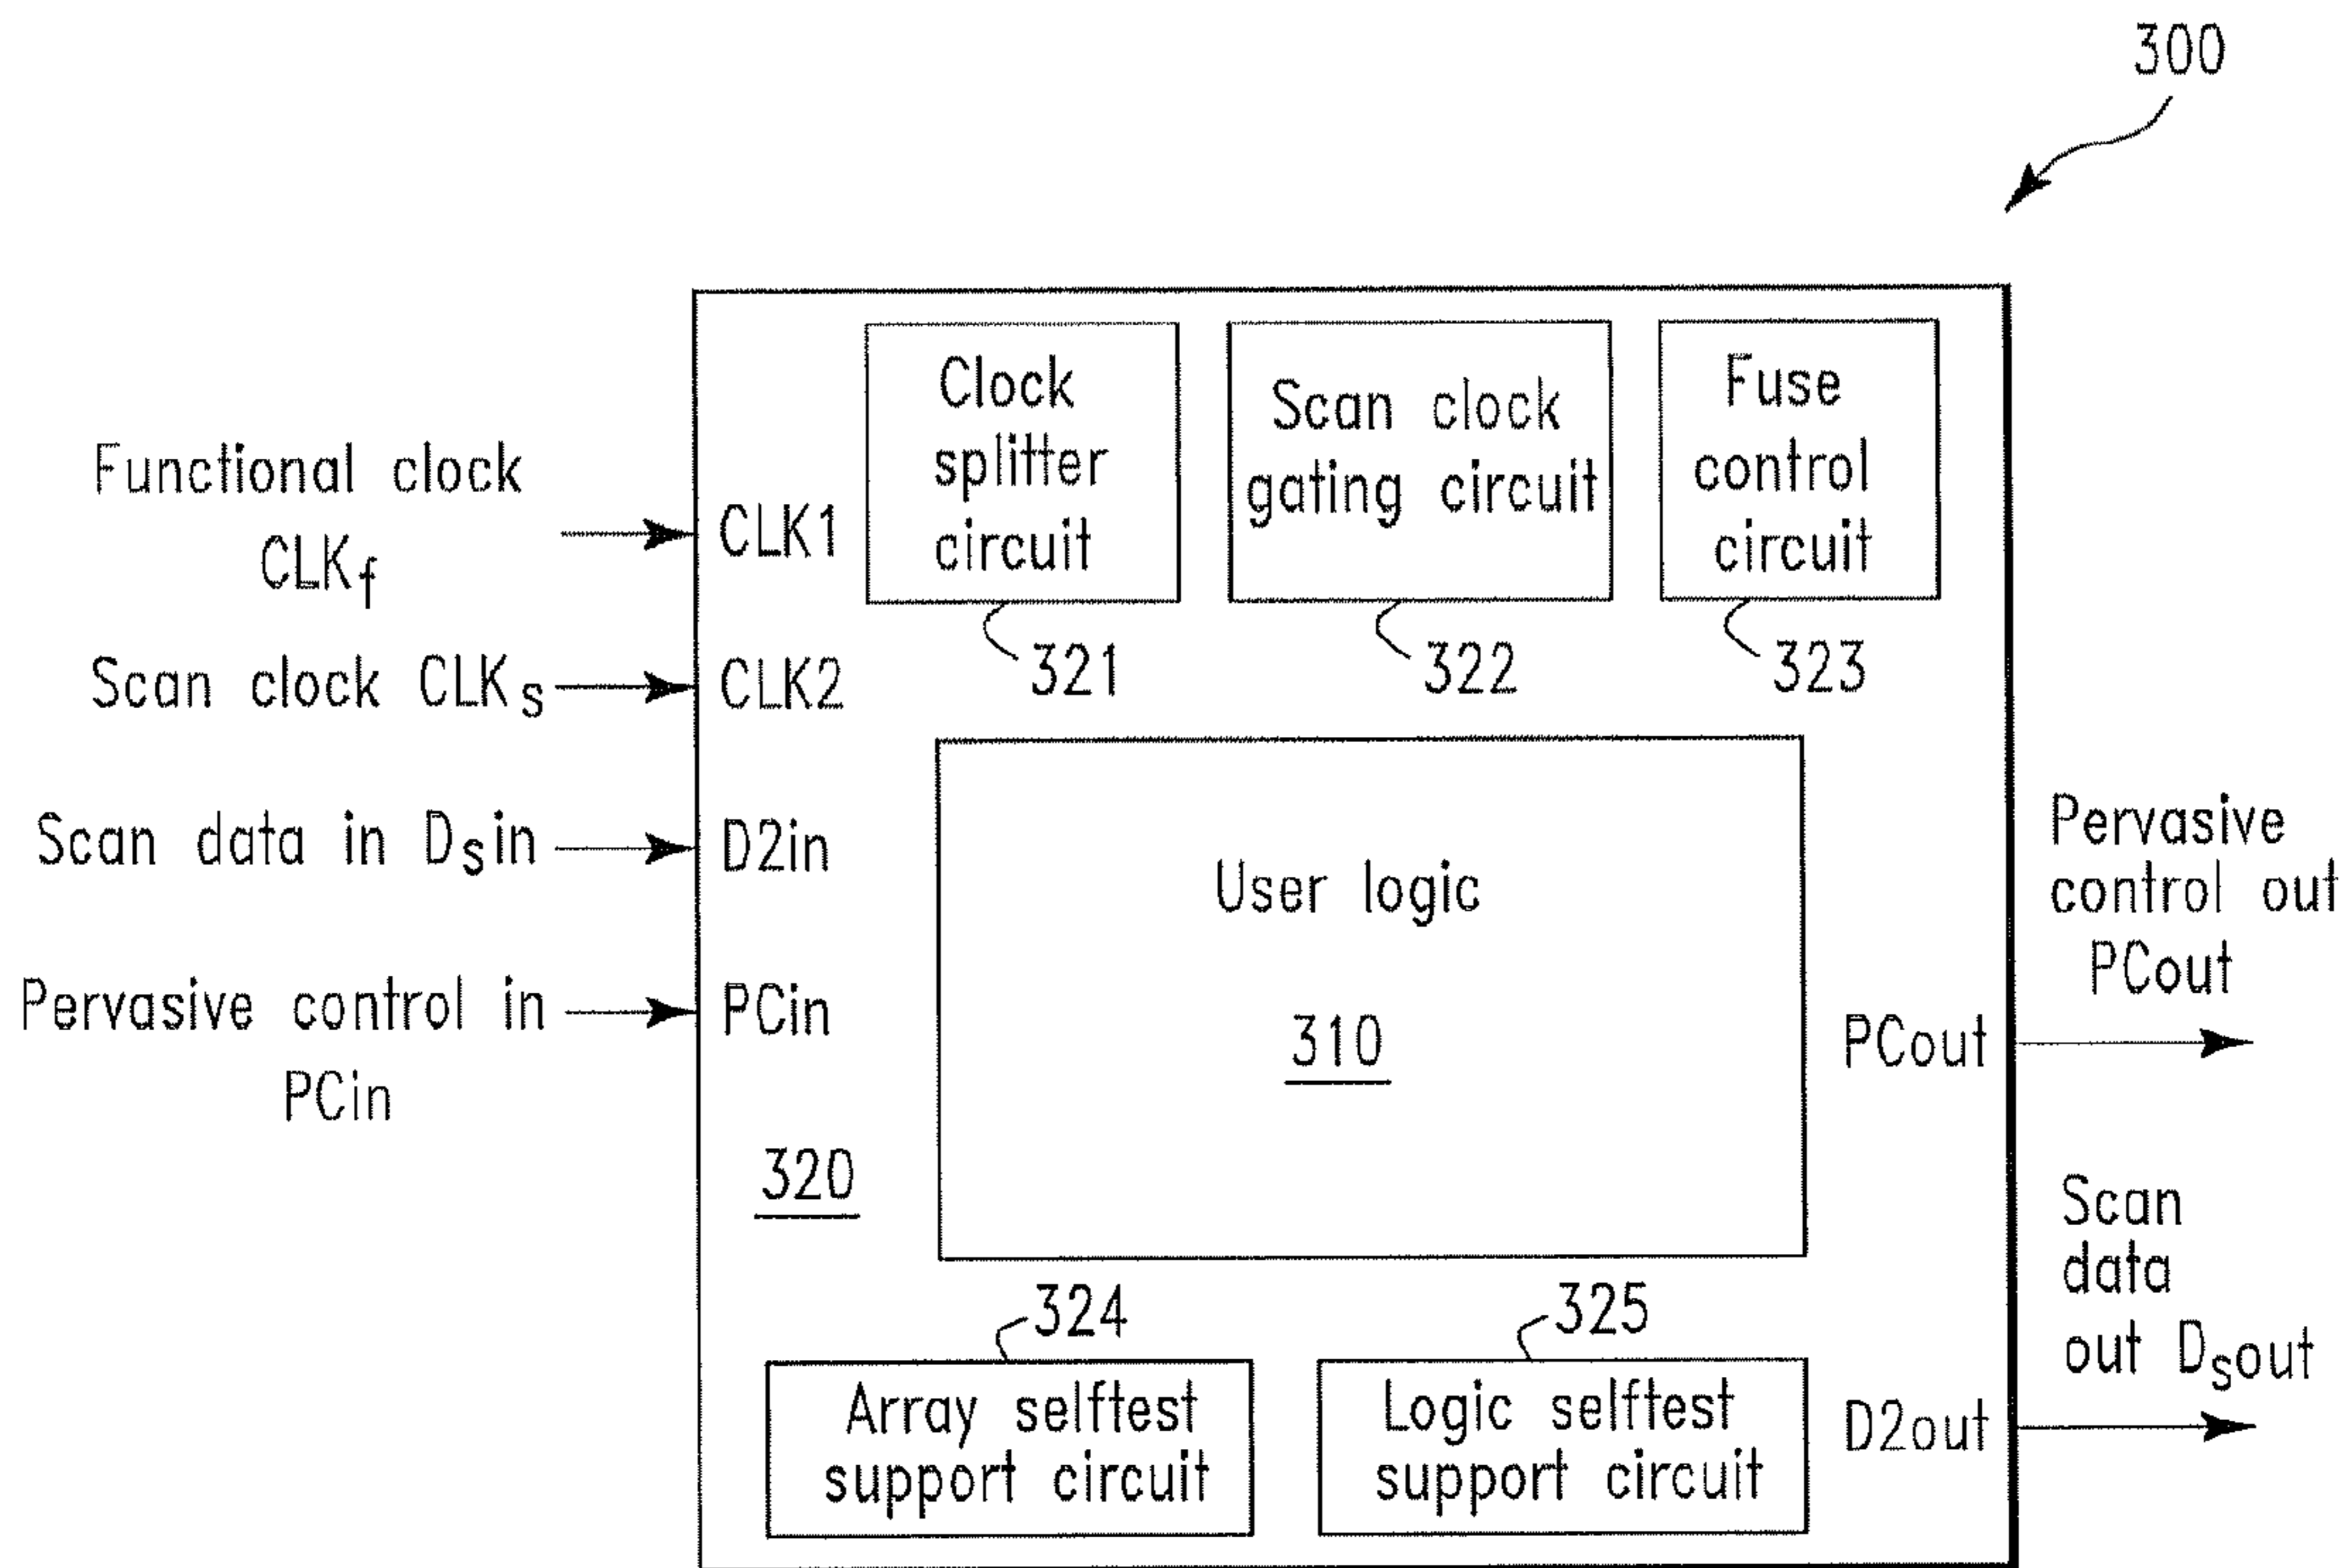 300
Functional clock
CLKf
Scan clock CLKs
Scan data in Dsin
Pervasive control in
PCin
CLK1
CLK2
D2in
PCin
320
Clock
splitter
circuit
321
Scan clock
gating circuit
322
Fuse
control
circuit
323
User logic
310
324
Array selftest
support circuit
325
Logic selftest
support circuit
PCout
D2out
Pervasive
control out
PCout
Scan
data
out Dsout